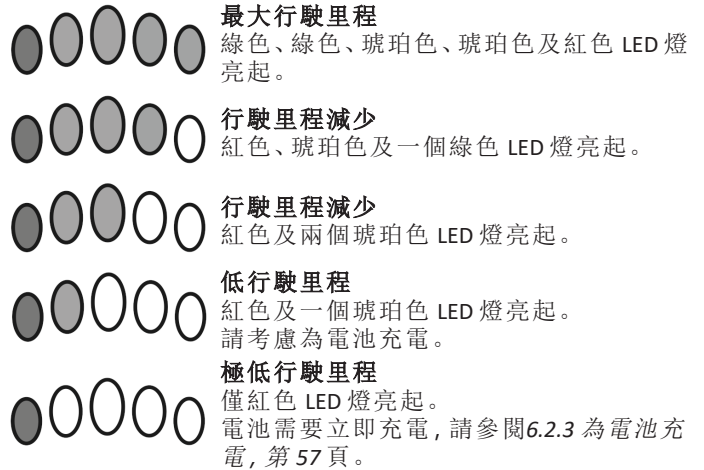 最大行駛里程
綠色、綠色、琥珀色、琥珀色及紅色 LED 燈
亮起。
行駛里程減少
紅色、琥珀色及一個綠色 LED 燈亮起。
行駛里程減少
紅色及兩個琥珀色 LED 燈亮起。
低行駛里程
紅色及一個琥珀色 LED 燈亮起。
請考慮為電池充電。
極低行駛里程
僅紅色 LED 燈亮起。
電池需要立即充電，請參閱6.2.3 為電池充
電，第 57 頁。